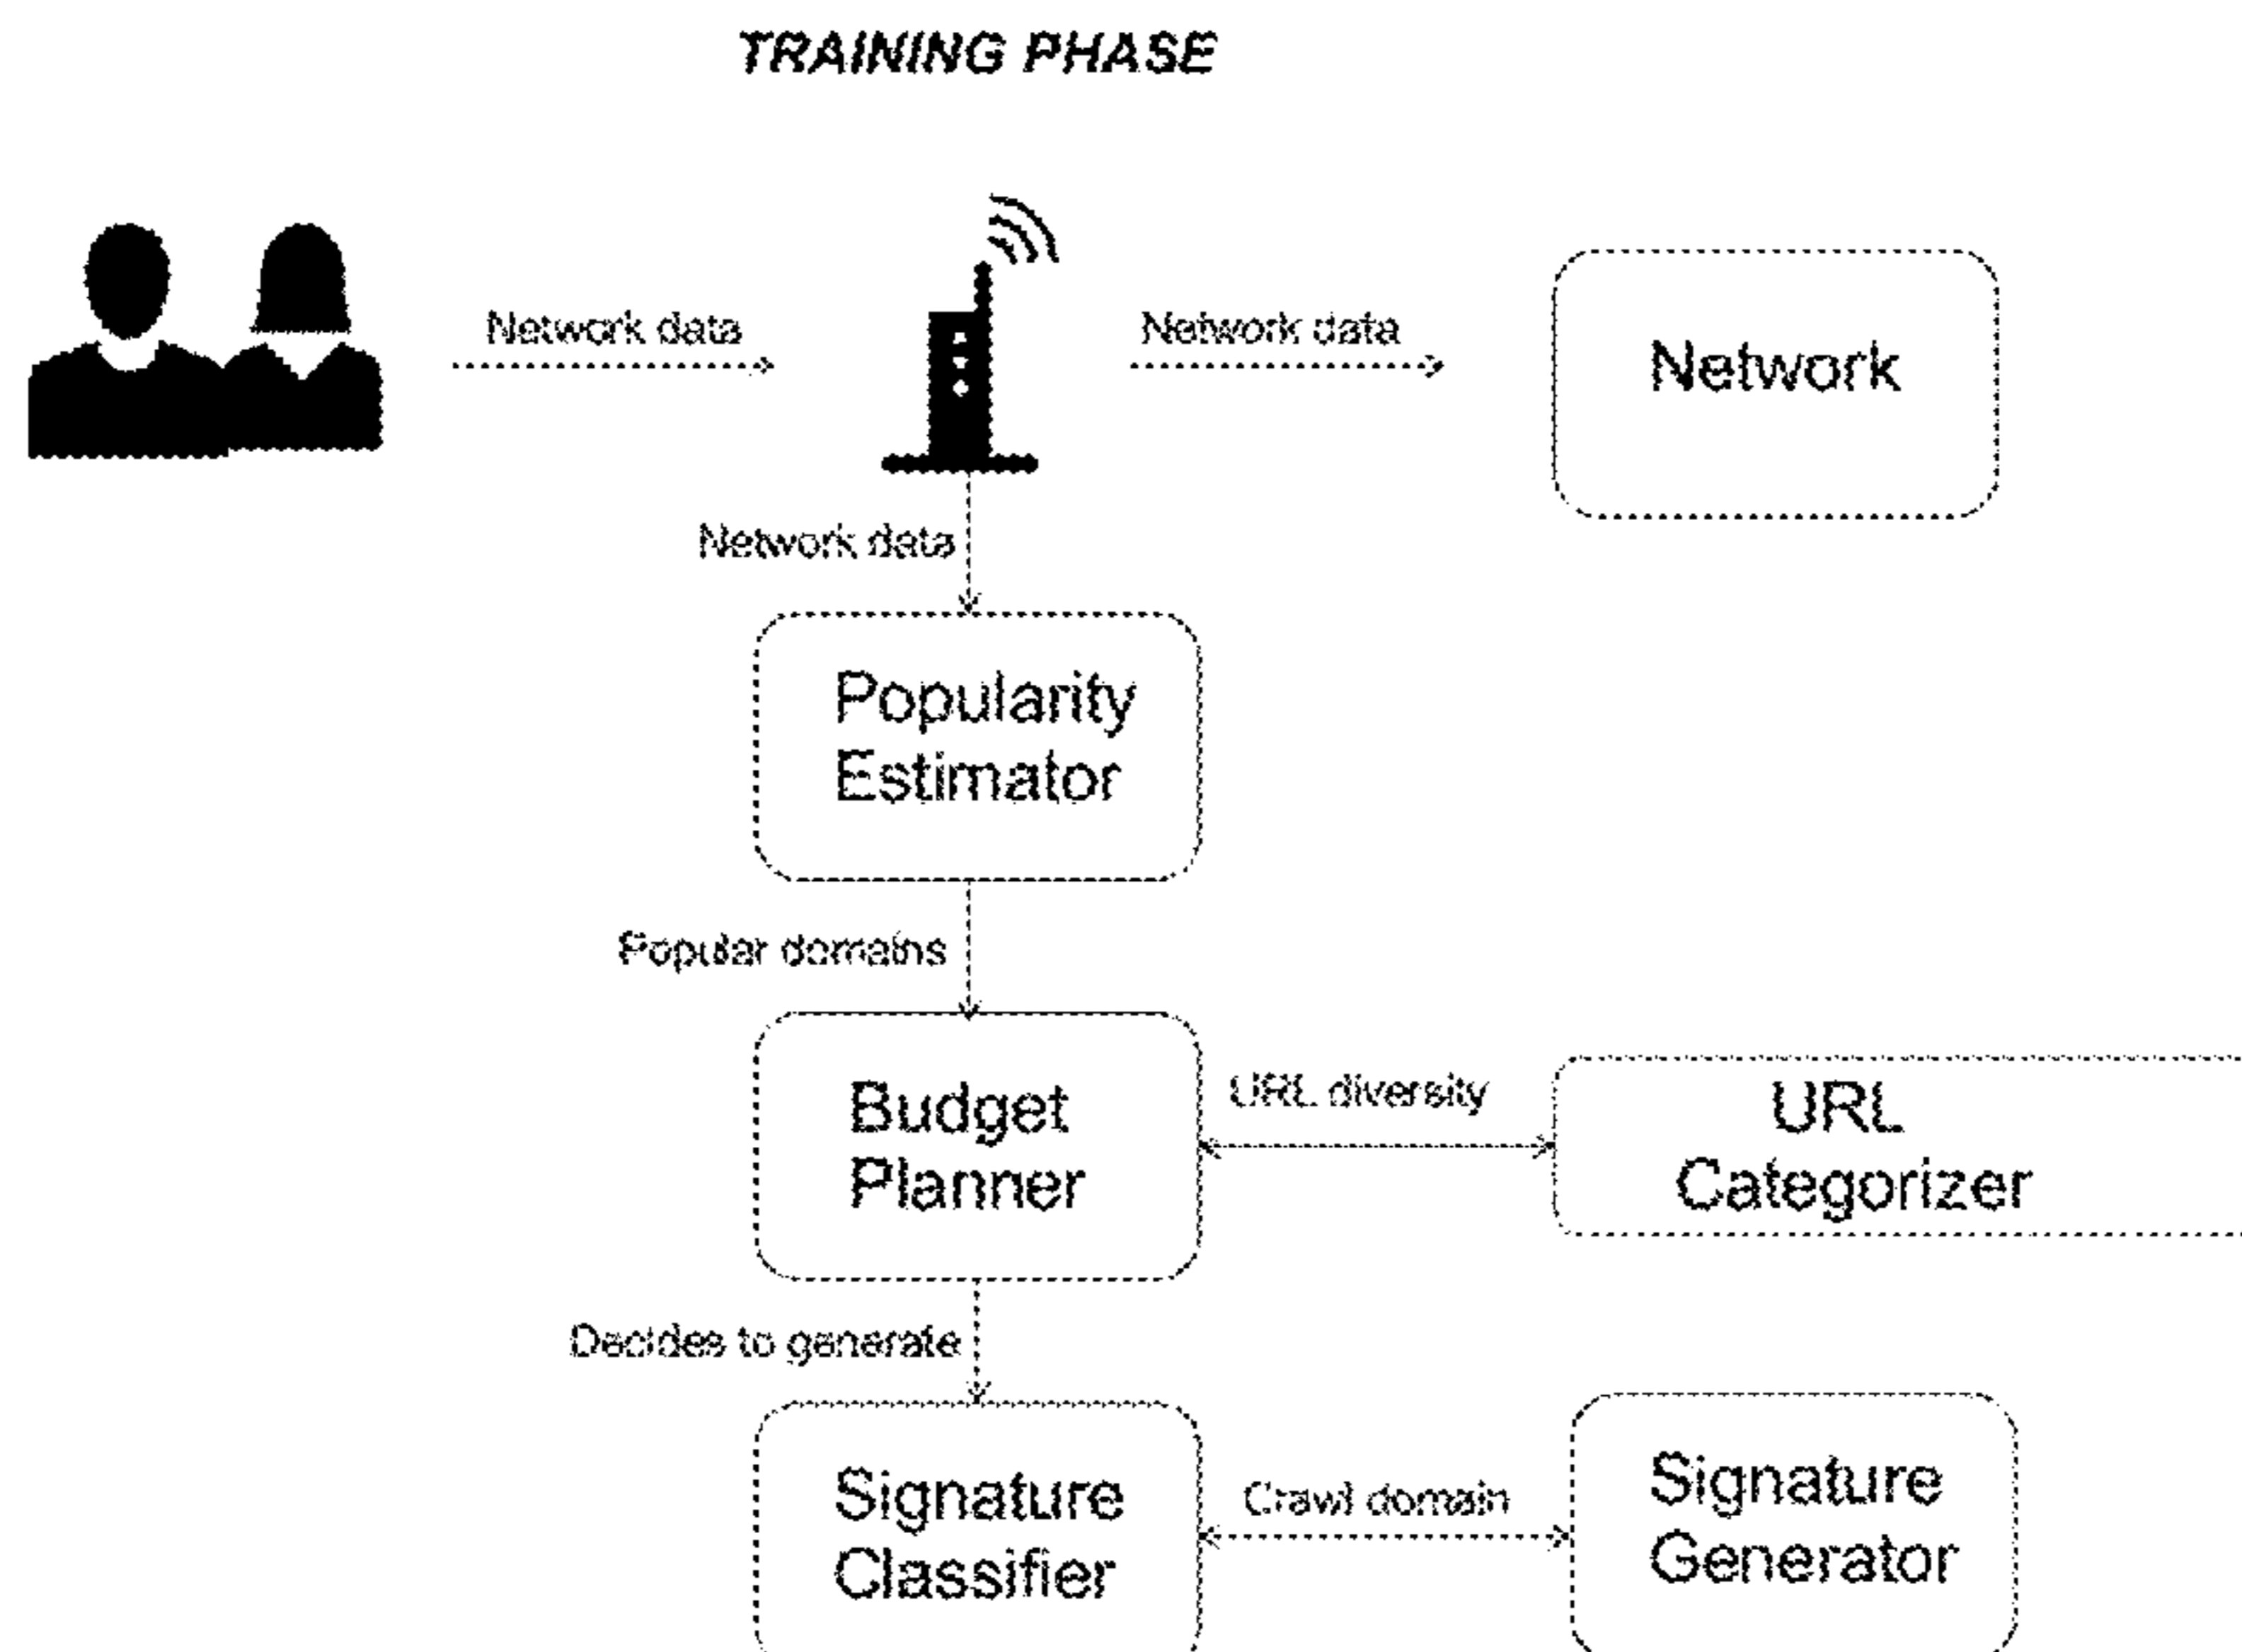 TRAINING PHASE
Network data
Network data
Network
Network data
Popularity
Estimator
Popular domains
Budget
Planner
URL diversity
URL
Categorizer
Decides to generate
Signature
Classifier
Crawl domain
Signature
Generator